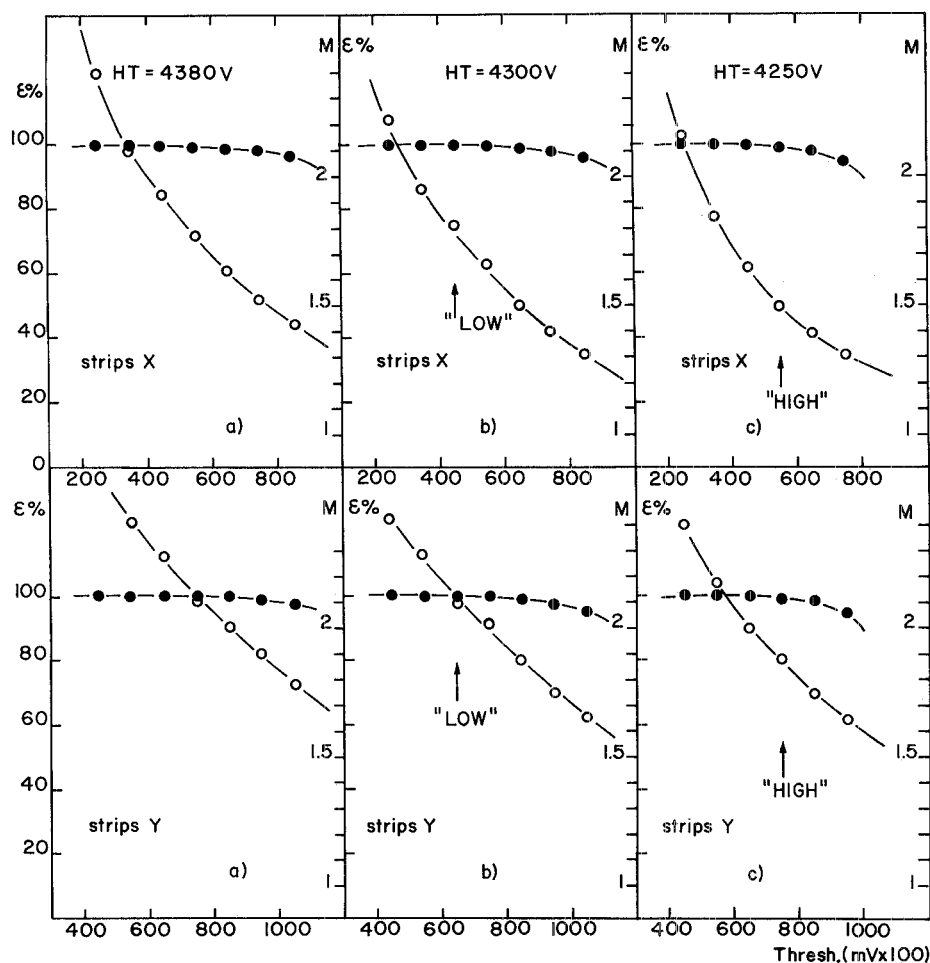 M ε% M ε% M
HT=4380V HT=4300V HT=4250V
ε%
100
2 2 2
80
60
1.5 1.5 1.5
40
"LOW"
strips X strips X strips X
20
"HIGH"
a) b) c)
1 1 1
0
200 400 600 800 200 400 600 800 1000 200 400 600 800
M ε% M ε% M
100
2 2 2
80
"LOW"
60
1.5 1.5 1.5
40
"HIGH"
strips Y strips Y strips Y
20
a) b) c)
1 1 1
0
400 600 800 1000 400 600 800 1000 400 600 800 1000
Thresh.(mVx100)